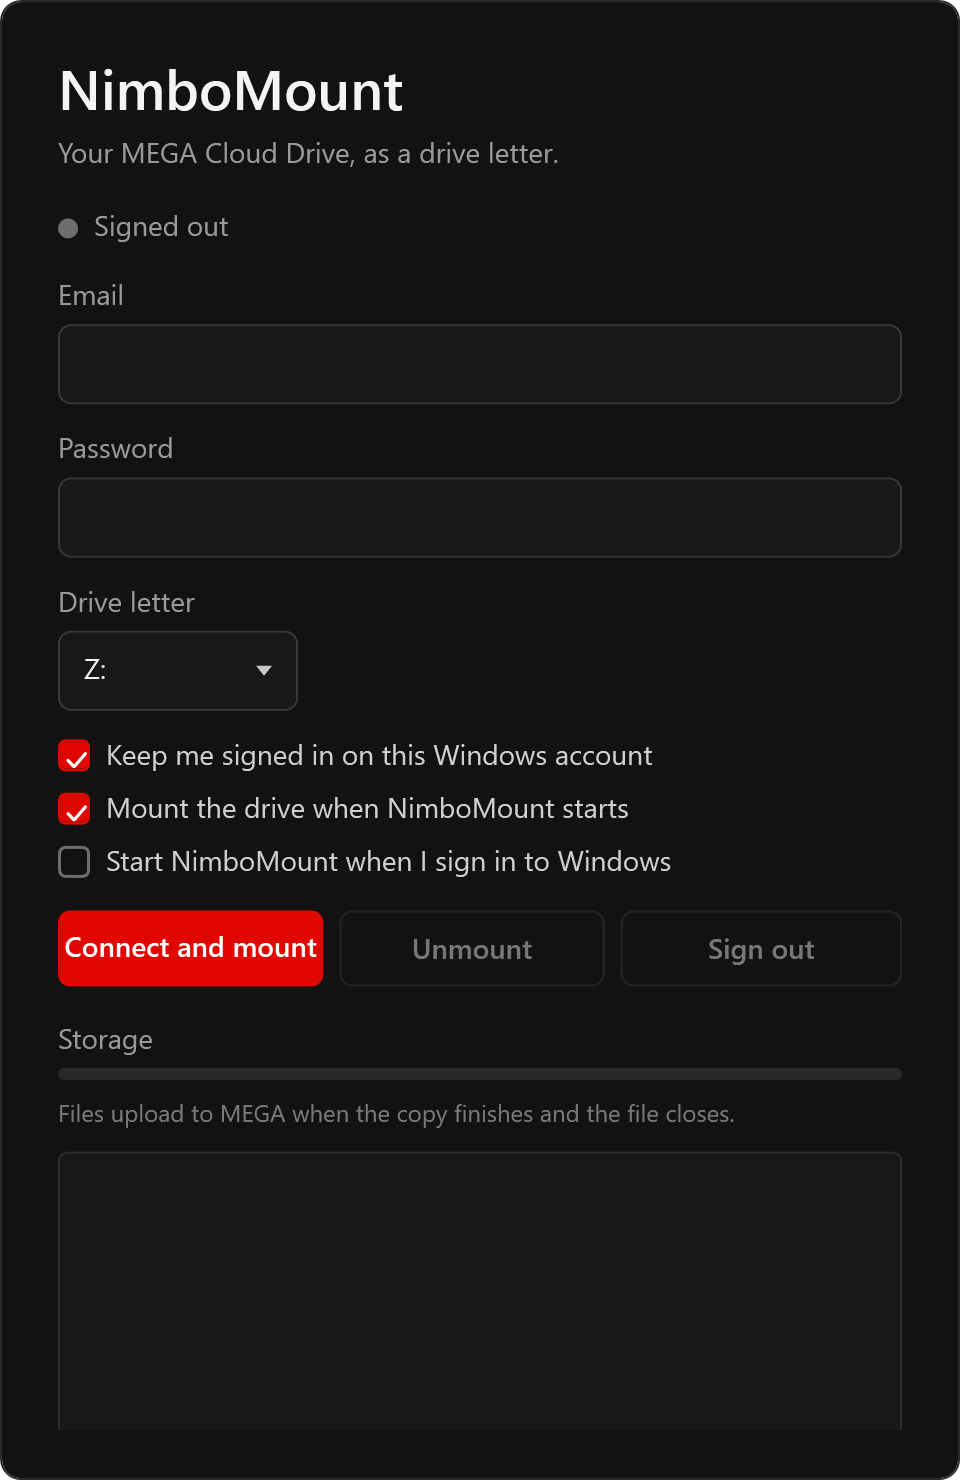 NimboMount
Your MEGA Cloud Drive, as a drive letter.
Signed out
Email
Password
Drive letter
Z:
Keep me signed in on this Windows account
Mount the drive when NimboMount starts
Start NimboMount when I sign in to Windows
Connect and mount
Unmount
Sign out
Storage
Files upload to MEGA when the copy finishes and the file closes.